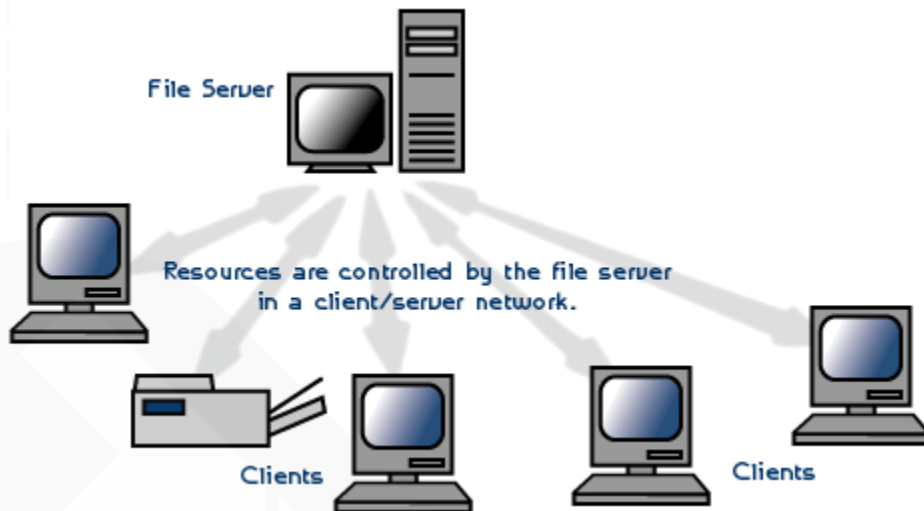 File Server
Resources are controlled by the file server
in a client/server network.
Clients
Clients